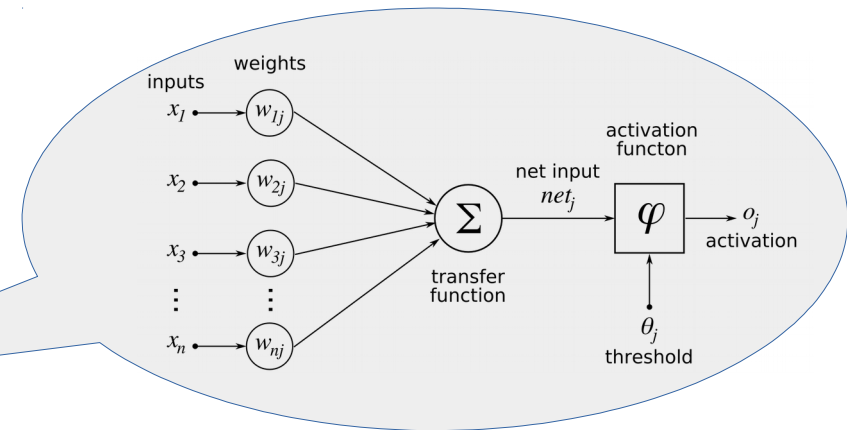 inputs
weights
x1
w1j
x2
w2j
x3
w3j
⋮ ⋮
xn
wnj
Σ
transfer
function
net input
netj
activation
functon
φ
oj
activation
θj
threshold